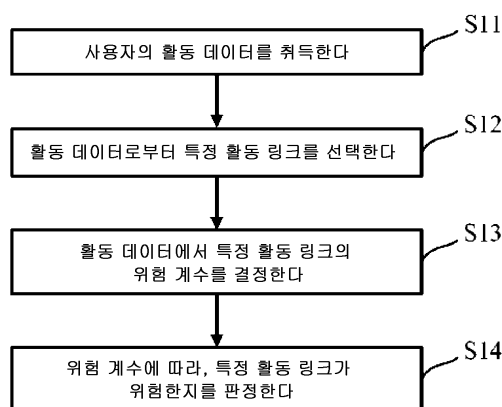 S11
사용자의 활동 데이터를 취득한다
S12
활동 데이터로부터 특정 활동 링크를 선택한다
S13
활동 데이터에서 특정 활동 링크의
위험 계수를 결정한다
S14
위험 계수에 따라, 특정 활동 링크가
위험한지를 판정한다